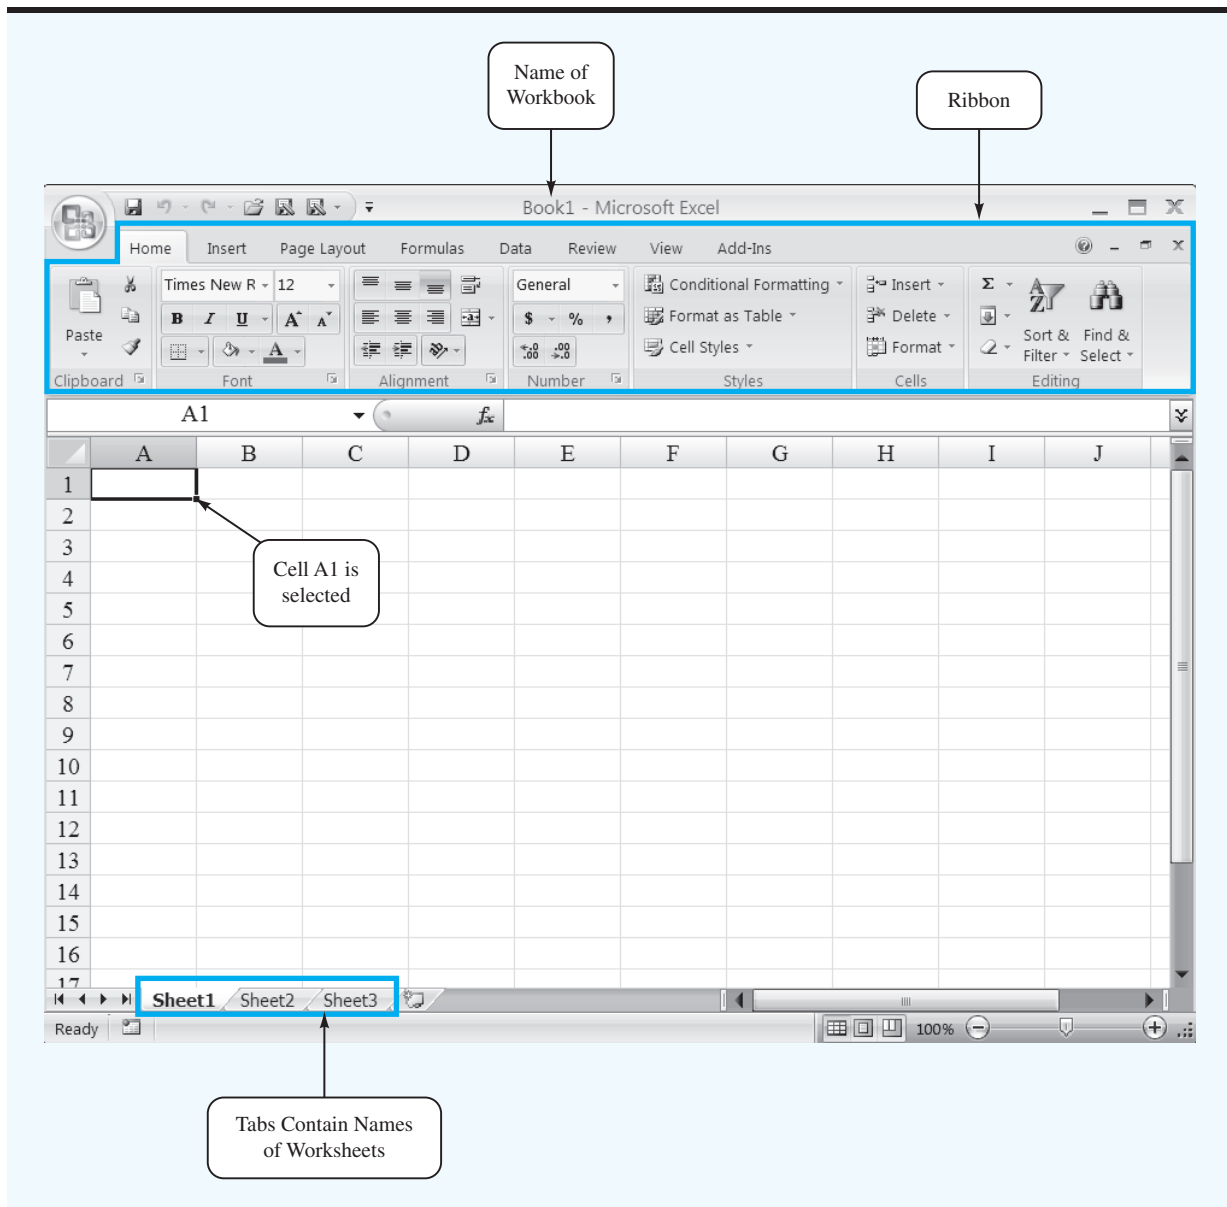 Name of
Workbook
Ribbon
Book1 - Microsoft Excel
Home Insert Page Layout Formulas Data Review View Add-Ins
Times New R 12 General Conditional Formatting Insert Σ
Paste B I U A A $ % , Format as Table Delete Sort & Filter Find & Select
A Cell Styles Format
Clipboard Font Alignment Number Styles Cells Editing
A1 fx
A B C D E F G H I J
1
2
3
Cell A1 is
selected
4
5
6
7
8
9
10
11
12
13
14
15
16
17
Sheet1 Sheet2 Sheet3
Ready 100%
Tabs Contain Names
of Worksheets